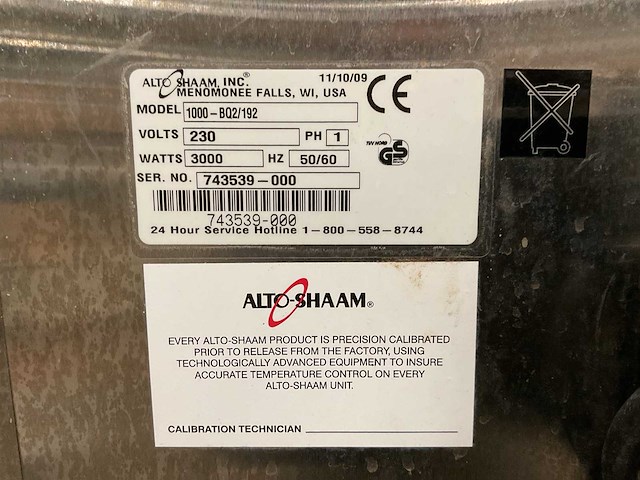 ALTO SHAAM, INC.® 11/10/09 CE
MENOMONEE FALLS, WI, USA
MODEL 1000-BQ2/192
VOLTS 230 PH 1
WATTS 3000 HZ 50/60
SER. NO. 743539-000
743539-000
24 Hour Service Hotline 1-800-558-8744
GS
ALTO-SHAAM®
EVERY ALTO-SHAAM PRODUCT IS PRECISION CALIBRATED
PRIOR TO RELEASE FROM THE FACTORY, USING
TECHNOLOGICALLY ADVANCED EQUIPMENT TO INSURE
ACCURATE TEMPERATURE CONTROL ON EVERY
ALTO-SHAAM UNIT.
CALIBRATION TECHNICIAN